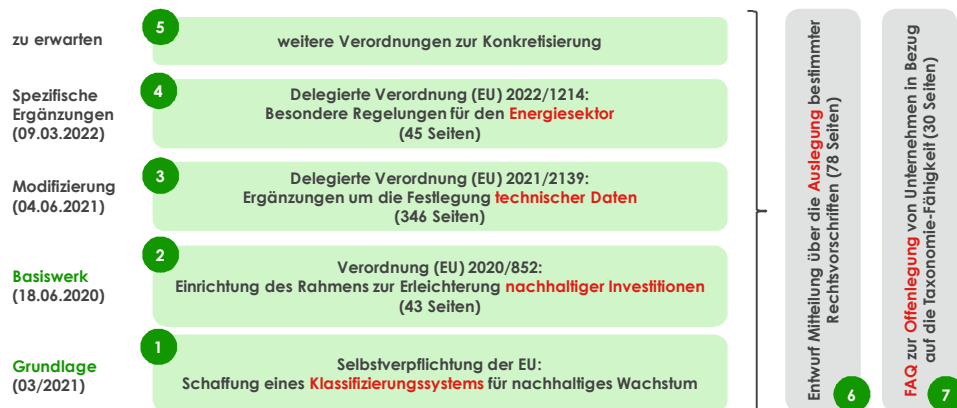 zu erwarten
5
weitere Verordnungen zur Konkretisierung
Spezifische
Ergänzungen
(09.03.2022)
4
Delegierte Verordnung (EU) 2022/1214:
Besondere Regelungen für den Energiesektor
(45 Seiten)
Modifizierung
(04.06.2021)
3
Delegierte Verordnung (EU) 2021/2139:
Ergänzungen um die Festlegung technischer Daten
(346 Seiten)
Basiswerk
(18.06.2020)
2
Verordnung (EU) 2020/852:
Einrichtung des Rahmens zur Erleichterung nachhaltiger Investitionen
(43 Seiten)
Grundlage
(03/2021)
1
Selbstverpflichtung der EU:
Schaffung eines Klassifizierungssystems für nachhaltiges Wachstum
Entwurf Mitteilung über die Auslegung bestimmter
Rechtsvorschriften (78 Seiten)
6
FAQ zur Offenlegung von Unternehmen in Bezug
auf die Taxonomie-Fähigkeit (30 Seiten)
7